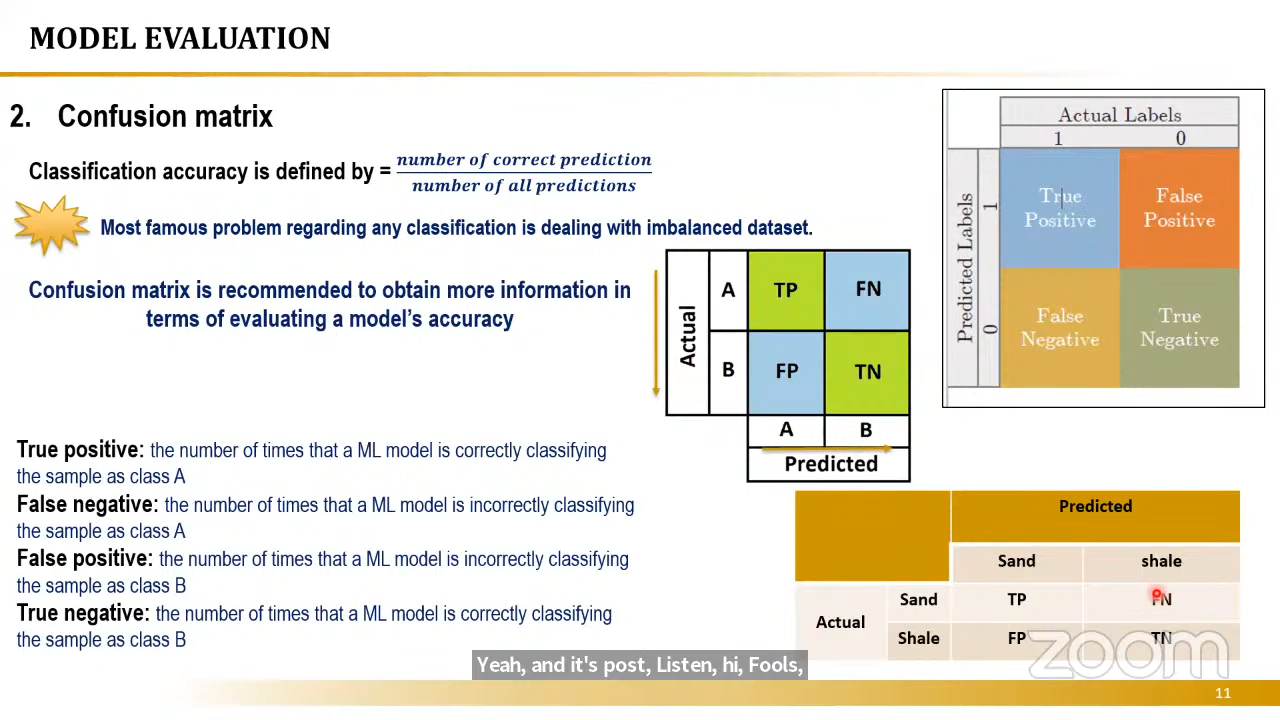 MODEL EVALUATION
2. Confusion matrix
Classification accuracy is defined by = number of correct prediction
number of all predictions
Most famous problem regarding any classification is dealing with imbalanced dataset.
Confusion matrix is recommended to obtain more information in
terms of evaluating a model’s accuracy
True positive: the number of times that a ML model is correctly classifying
the sample as class A
False negative: the number of times that a ML model is incorrectly classifying
the sample as class A
False positive: the number of times that a ML model is incorrectly classifying
the sample as class B
True negative: the number of times that a ML model is correctly classifying
the sample as class B
Actual
A TP FN
B FP TN
A B
Predicted
Actual Labels
1 0
Predicted Labels
1
True
Positive
False
Positive
0
False
Negative
True
Negative
Predicted
Sand shale
Actual
Sand TP FN
Shale FP TN
zoom
Yeah, and it's post, Listen, hi, Fools,
11